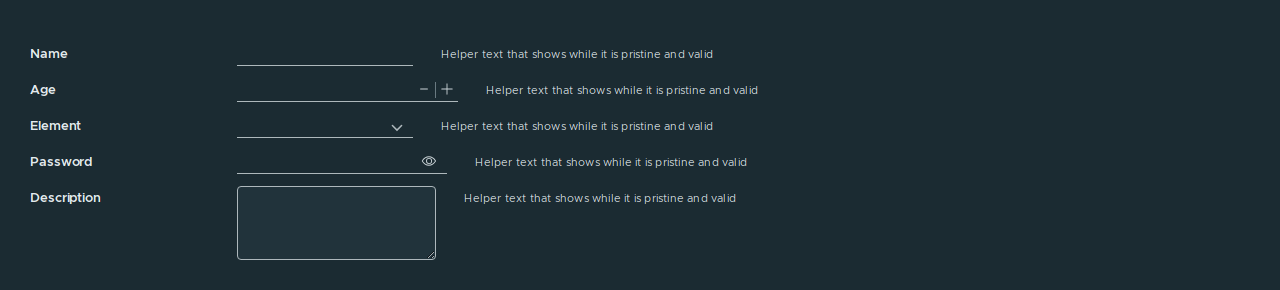 Name Helper text that shows while it is pristine and valid
Age Helper text that shows while it is pristine and valid
Element Helper text that shows while it is pristine and valid
Password Helper text that shows while it is pristine and valid
Description Helper text that shows while it is pristine and valid